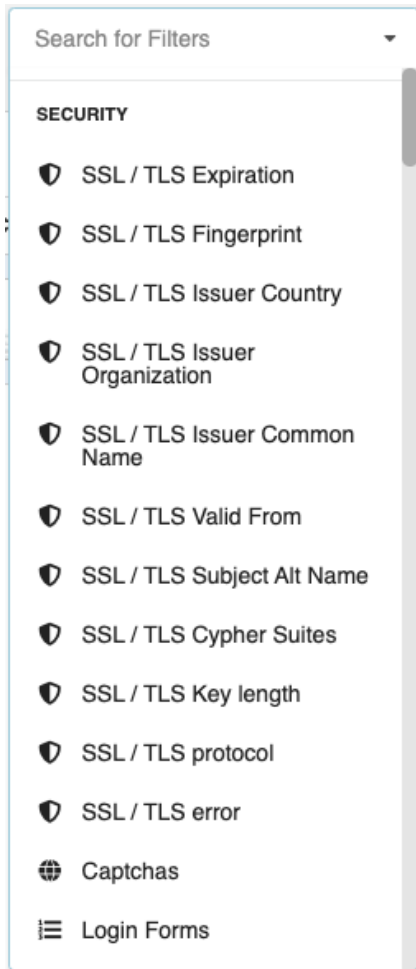 Search for Filters
SECURITY
SSL / TLS Expiration
SSL / TLS Fingerprint
SSL / TLS Issuer Country
SSL / TLS Issuer
Organization
SSL / TLS Issuer Common
Name
SSL / TLS Valid From
SSL / TLS Subject Alt Name
SSL / TLS Cypher Suites
SSL / TLS Key length
SSL / TLS protocol
SSL / TLS error
Captchas
Login Forms